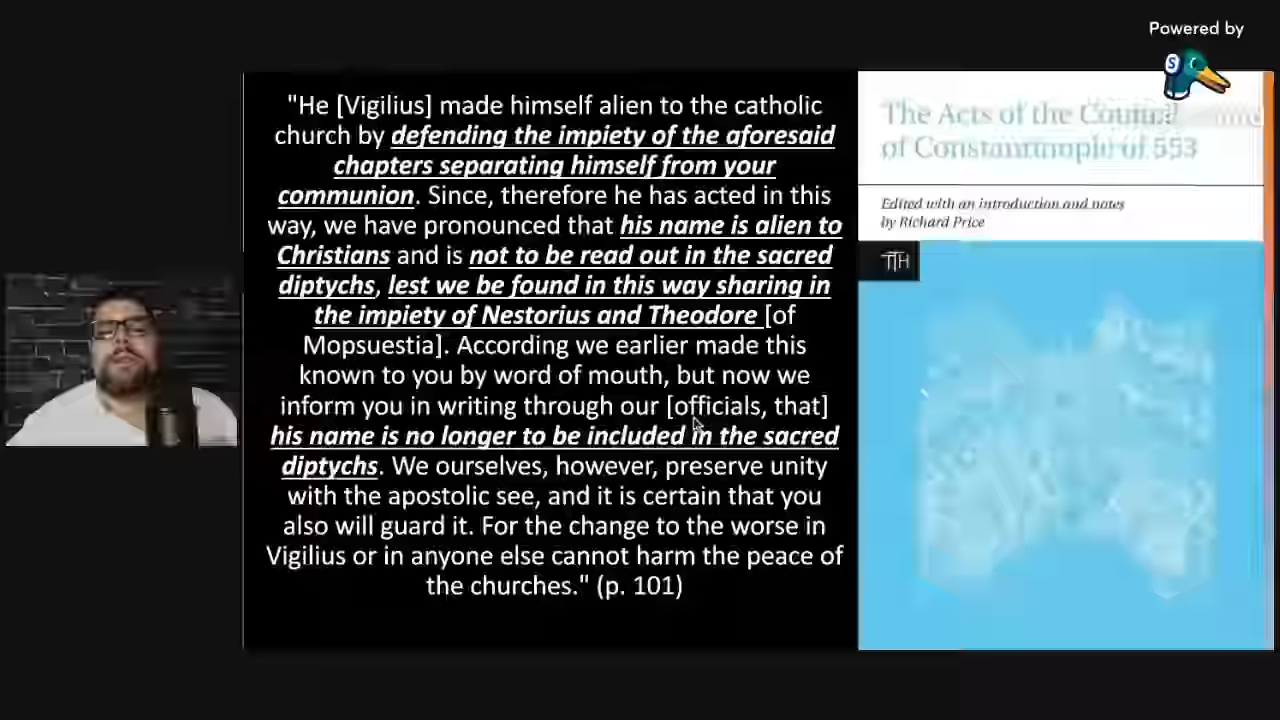 Powered by
S
"He [Vigilius] made himself alien to the catholic
church by defending the impiety of the aforesaid
chapters separating himself from your
communion. Since, therefore he has acted in this
way, we have pronounced that his name is alien to
Christians and is not to be read out in the sacred
diptychs, lest we be found in this way sharing in
the impiety of Nestorius and Theodore [of
Mopsuestia]. According we earlier made this
known to you by word of mouth, but now we
inform you in writing through our [officials, that]
his name is no longer to be included in the sacred
diptychs. We ourselves, however, preserve unity
with the apostolic see, and it is certain that you
also will guard it. For the change to the worse in
Vigilius or in anyone else cannot harm the peace of
the churches." (p. 101)
The Acts of the Council
of Constantinople of 553
Edited with an introduction and notes
by Richard Price
TTH